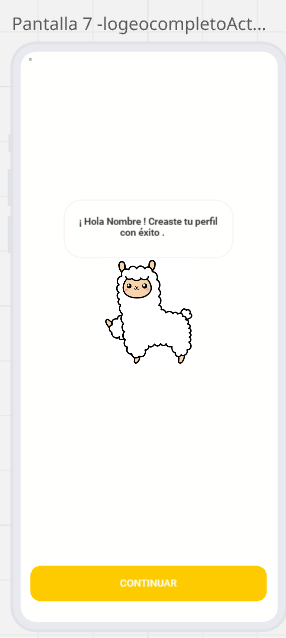 Pantalla 7 -logeocompletoAct...
¡ Hola Nombre ! Creaste tu perfil
con éxito .
CONTINUAR